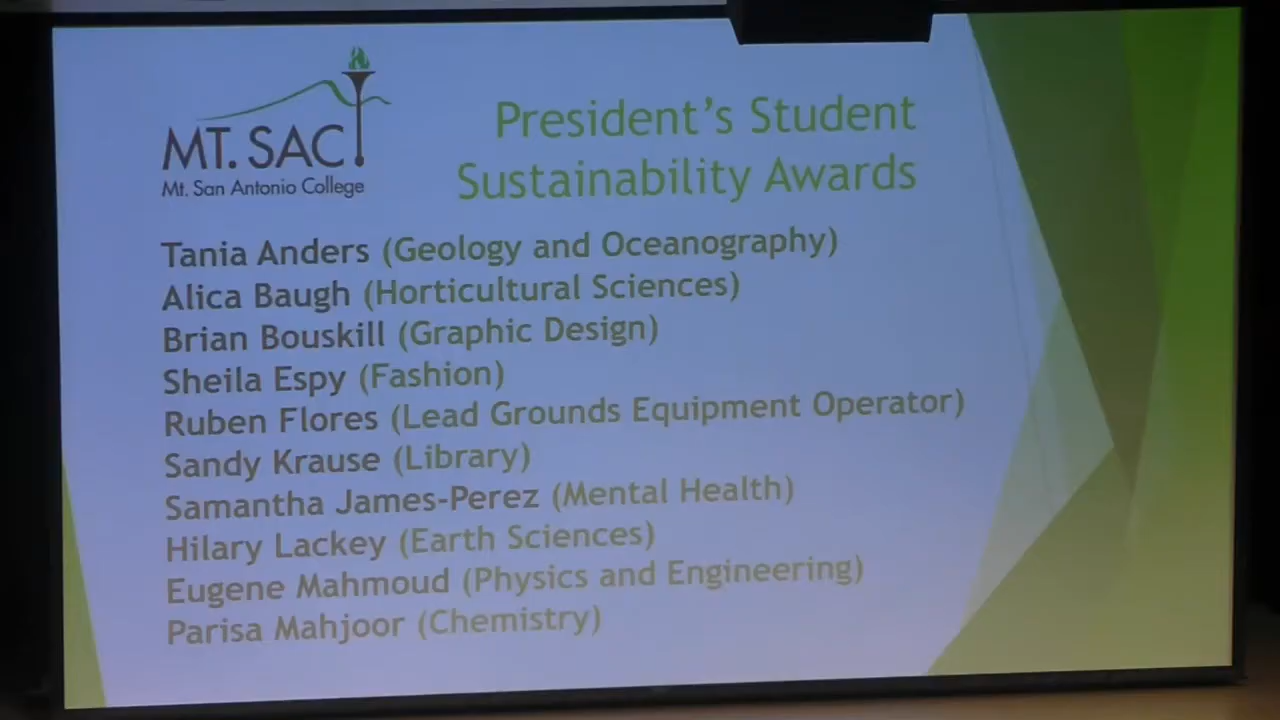 MT. SAC
Mt. San Antonio College
President's Student
Sustainability Awards
Tania Anders (Geology and Oceanography)
Alica Baugh (Horticultural Sciences)
Brian Bouskill (Graphic Design)
Sheila Espy (Fashion)
Ruben Flores (Lead Grounds Equipment Operator)
Sandy Krause (Library)
Samantha James-Perez (Mental Health)
Hilary Lackey (Earth Sciences)
Eugene Mahmoud (Physics and Engineering)
Parisa Mahjoor (Chemistry)